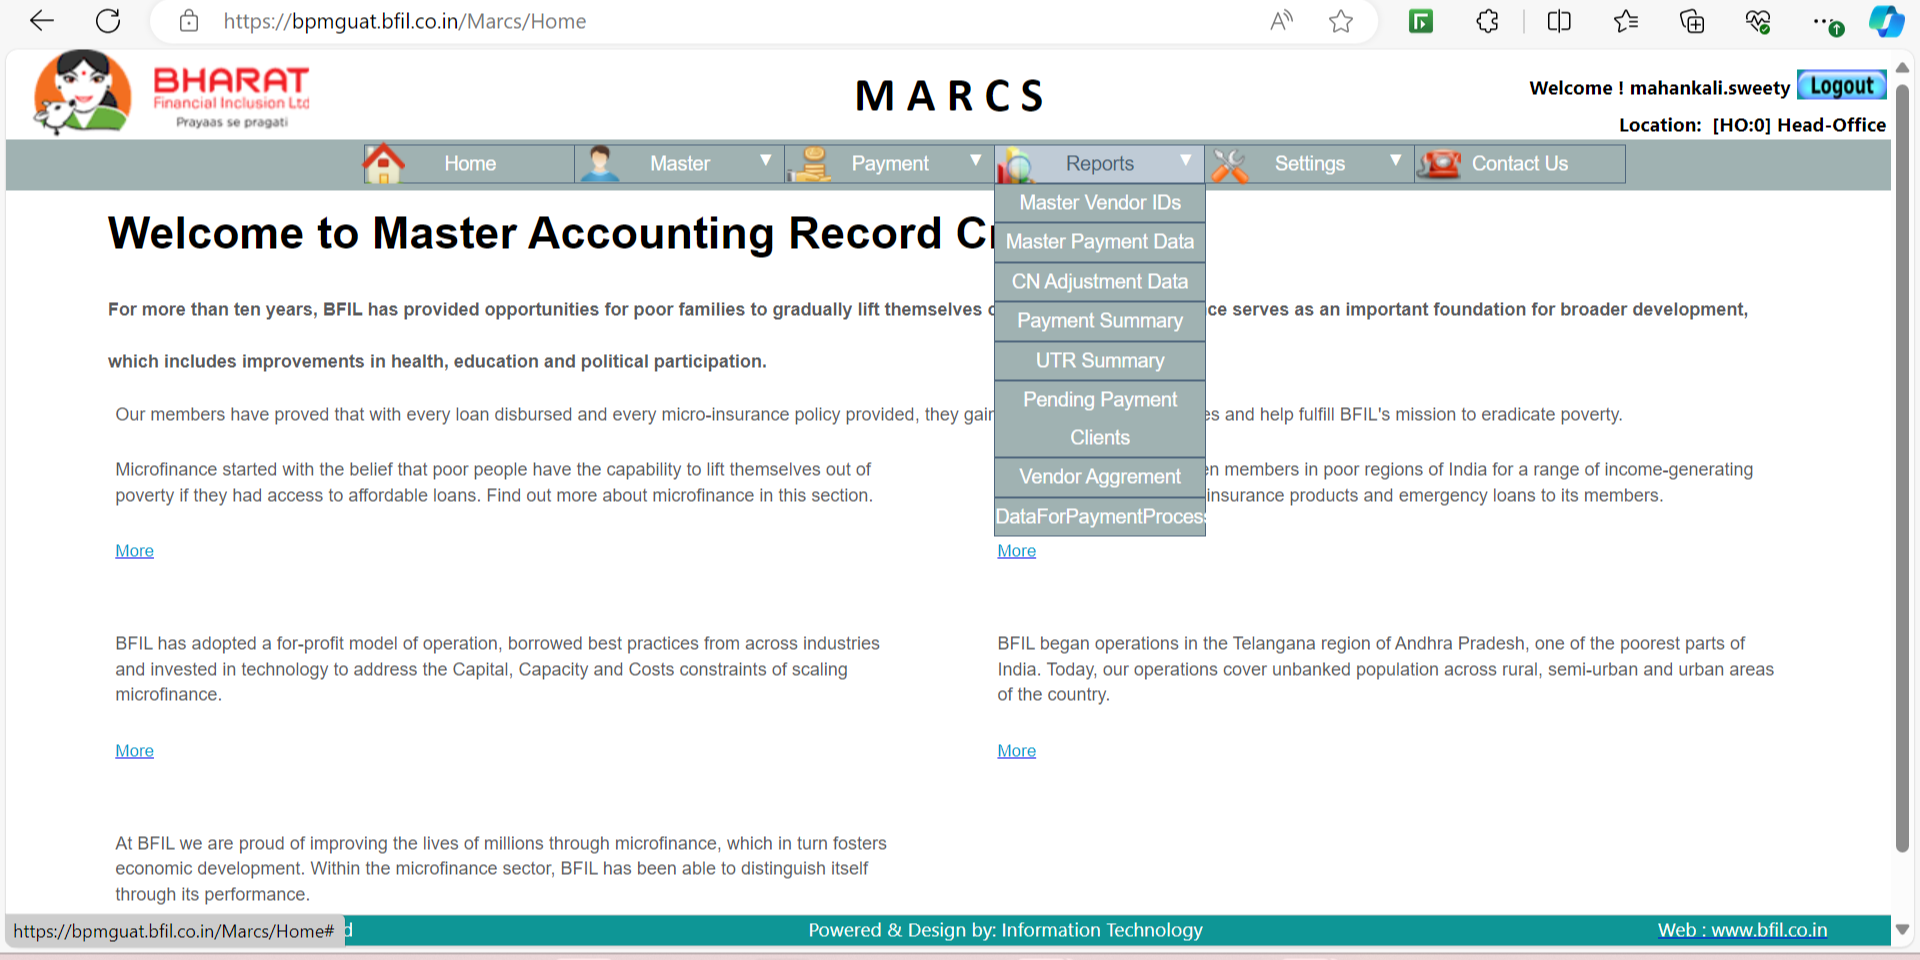 https://bpmguat.bfil.co.in/Marcs/Home
BHARAT
Financial Inclusion Ltd
Prayaas se pragati
MARCS
Welcome ! mahankali.sweety Logout
Location: [HO:0] Head-Office
Home Master Payment Reports Settings Contact Us
Master Vendor IDs
Master Payment Data
CN Adjustment Data
Payment Summary
UTR Summary
Pending Payment
Clients
Vendor Aggrement
DataForPaymentProces
Welcome to Master Accounting Record
For more than ten years, BFIL has provided opportunities for poor families to gradually lift themselves
ce serves as an important foundation for broader development,
which includes improvements in health, education and political participation.
Our members have proved that with every loan disbursed and every micro-insurance policy provided, they gain
es and help fulfill BFIL's mission to eradicate poverty.
Microfinance started with the belief that poor people have the capability to lift themselves out of
poverty if they had access to affordable loans. Find out more about microfinance in this section.
More
en members in poor regions of India for a range of income-generating
insurance products and emergency loans to its members.
More
BFIL has adopted a for-profit model of operation, borrowed best practices from across industries
and invested in technology to address the Capital, Capacity and Costs constraints of scaling
microfinance.
More
BFIL began operations in the Telangana region of Andhra Pradesh, one of the poorest parts of
India. Today, our operations cover unbanked population across rural, semi-urban and urban areas
of the country.
More
At BFIL we are proud of improving the lives of millions through microfinance, which in turn fosters
economic development. Within the microfinance sector, BFIL has been able to distinguish itself
through its performance.
https://bpmguat.bfil.co.in/Marcs/Home# d
Powered & Design by: Information Technology
Web : www.bfil.co.in